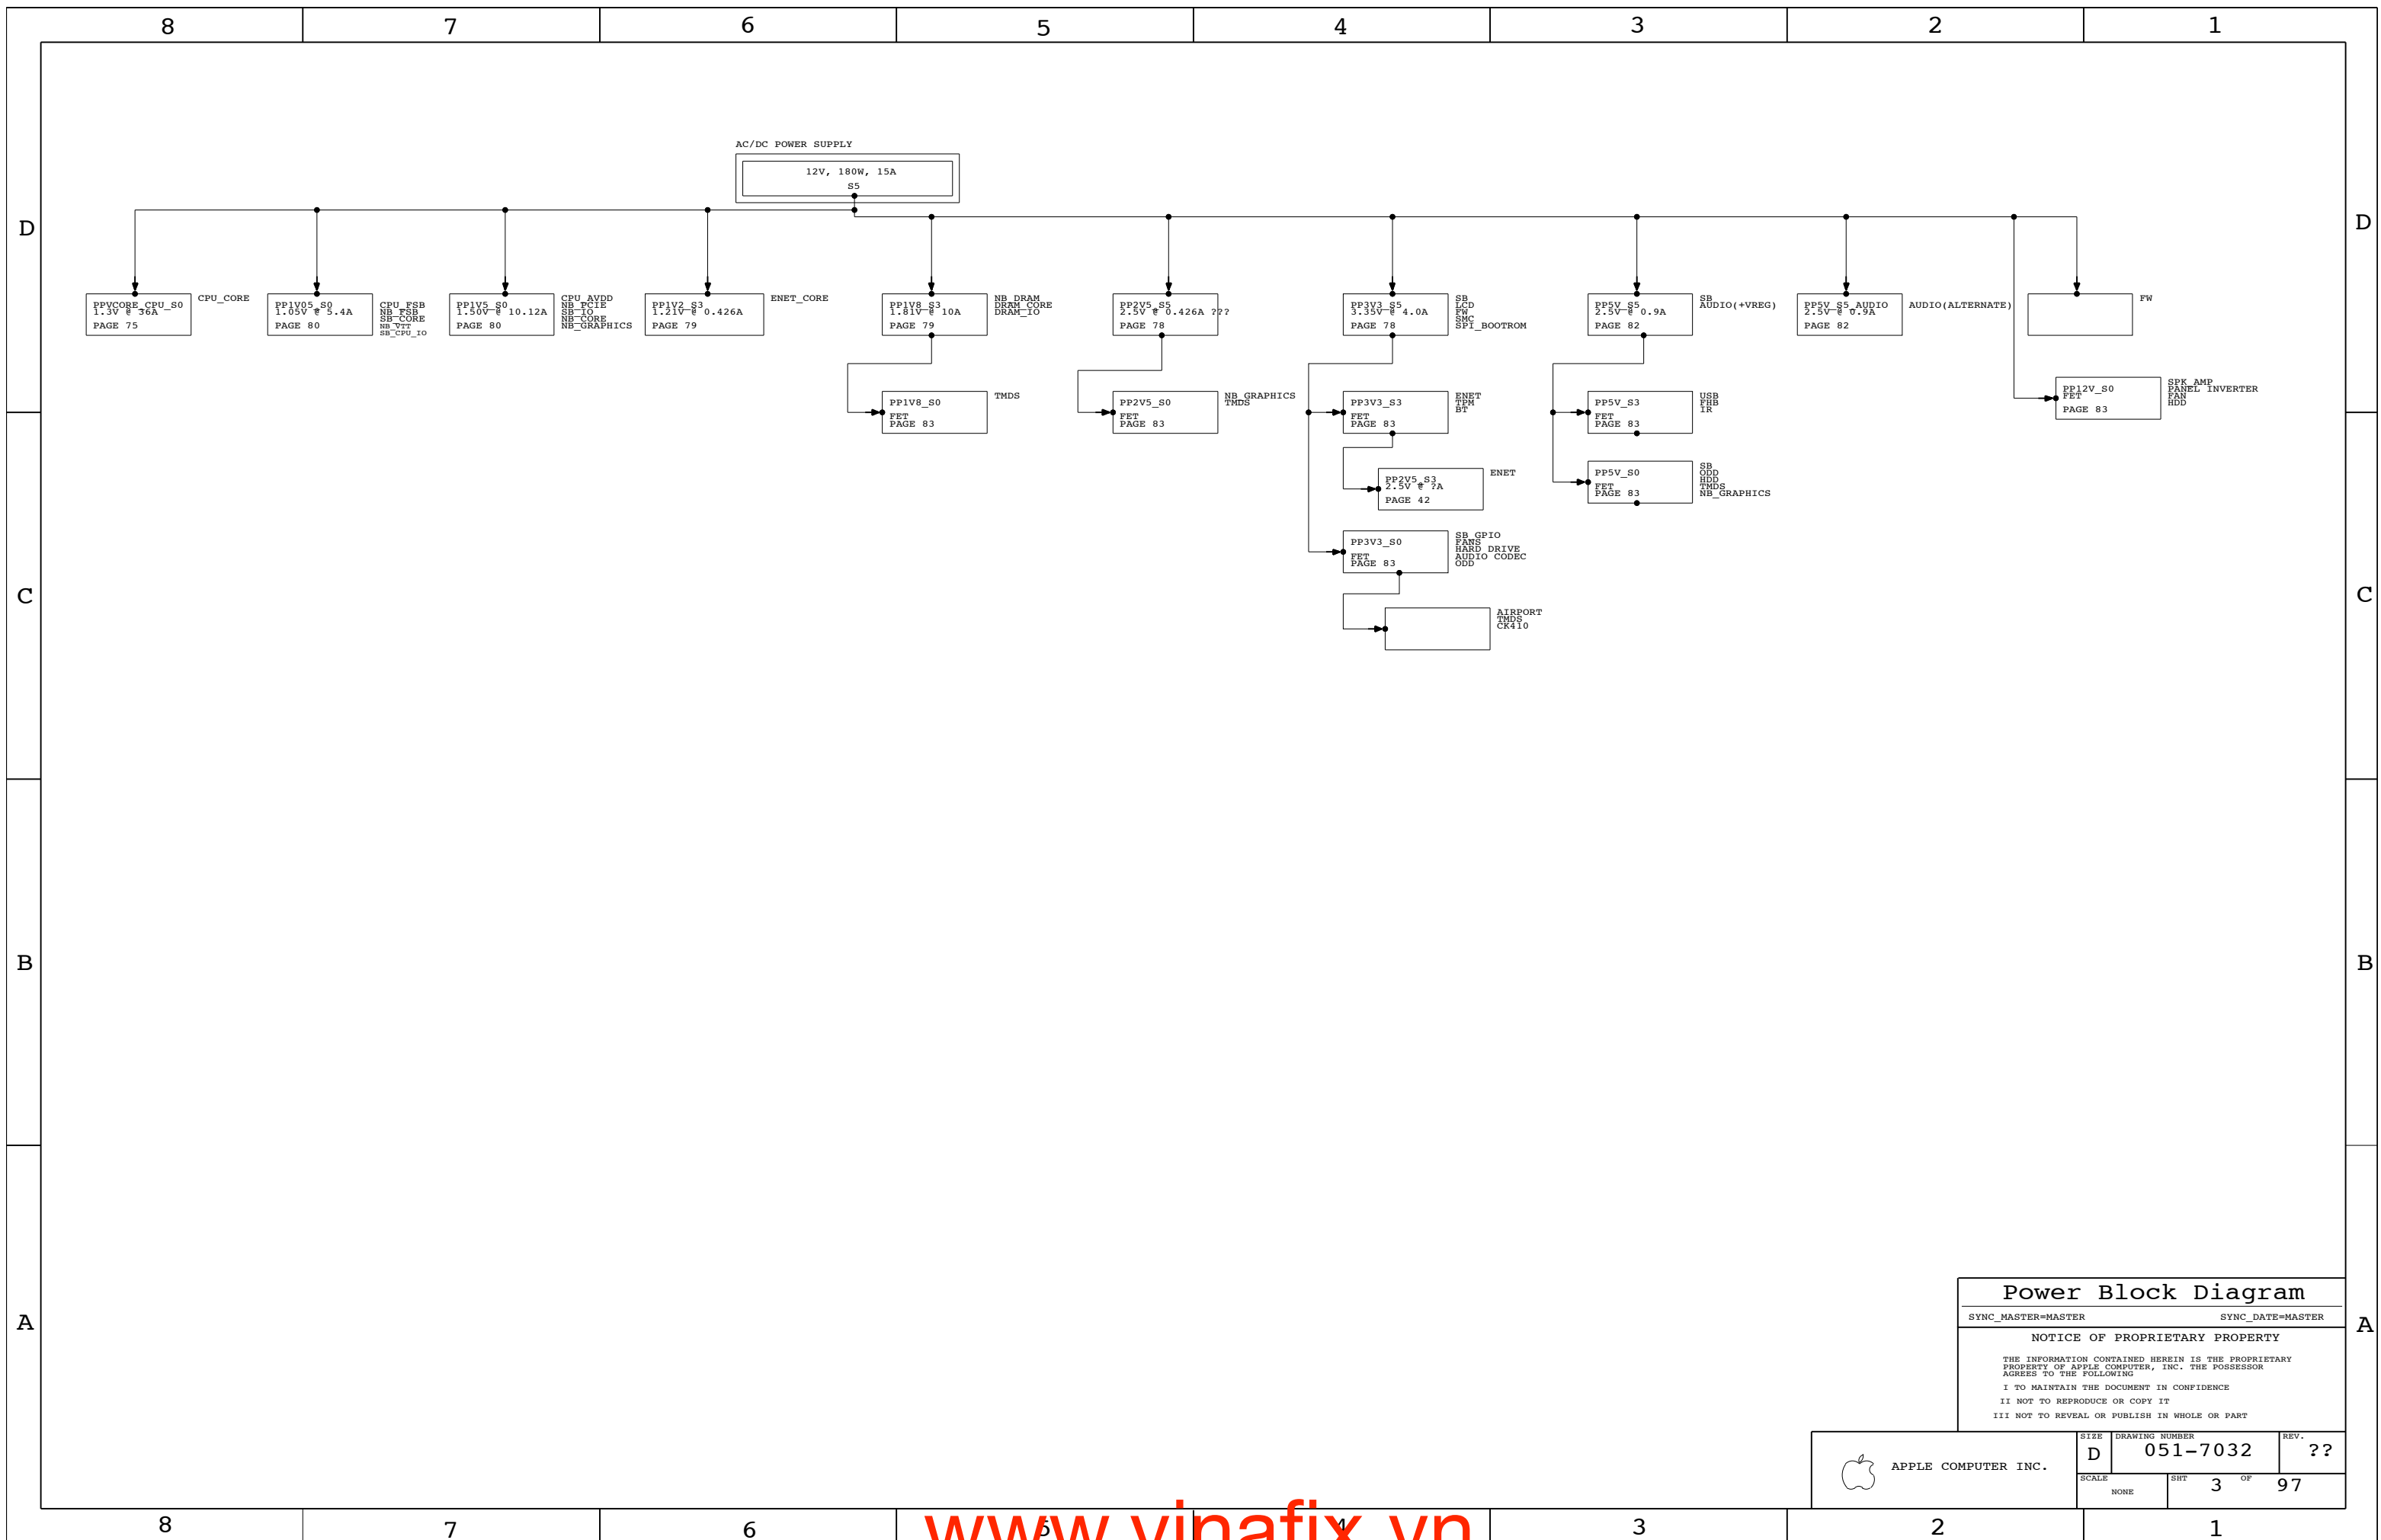 8 7 6 5 4 3 2 1
AC/DC POWER SUPPLY
12V, 180W, 15A
S5
D D
PPVCORE_CPU_S0
1.3V @ 36A
PAGE 75
CPU_CORE
PP1V05_S0
1.05V @ 5.4A
PAGE 80
CPU_FSB
NB_FSB
SB_CORE
NB_VTT
SB_CPU_IO
PP1V5_S0
1.50V @ 10.12A
PAGE 80
CPU_AVDD
NB_PCIE
SB_IO
NB_CORE
NB_GRAPHICS
PP1V2_S3
1.21V @ 0.426A
PAGE 79
ENET_CORE
PP1V8_S3
1.81V @ 10A
PAGE 79
NB_DRAM
DRAM_CORE
DRAM_IO
PP2V5_S5
2.5V @ 0.426A ???
PAGE 78
PP3V3_S5
3.35V @ 4.0A
PAGE 78
SB
LCD
FW
SMC
SPI_BOOTROM
PP5V_S5
2.5V @ 0.9A
PAGE 82
SB
AUDIO(+VREG)
PP5V_S5_AUDIO
2.5V @ 0.9A
PAGE 82
AUDIO(ALTERNATE)
FW
PP12V_S0
FET
PAGE 83
SPK_AMP
PANEL INVERTER
FAN
HDD
PP1V8_S0
FET
PAGE 83
TMDS
PP2V5_S0
FET
PAGE 83
NB_GRAPHICS
TMDS
PP3V3_S3
FET
PAGE 83
ENET
TPM
BT
PP5V_S3
FET
PAGE 83
USB
FHB
IR
PP2V5_S3
2.5V @ ?A
PAGE 42
ENET
PP5V_S0
FET
PAGE 83
SB
ODD
HDD
TMDS
NB_GRAPHICS
PP3V3_S0
FET
PAGE 83
SB_GPIO
FANS
HARD DRIVE
AUDIO CODEC
ODD
C C
AIRPORT
TMDS
CK410
B B
A A
Power Block Diagram
SYNC_MASTER=MASTER SYNC_DATE=MASTER
NOTICE OF PROPRIETARY PROPERTY
THE INFORMATION CONTAINED HEREIN IS THE PROPRIETARY
PROPERTY OF APPLE COMPUTER, INC. THE POSSESSOR
AGREES TO THE FOLLOWING
I TO MAINTAIN THE DOCUMENT IN CONFIDENCE
II NOT TO REPRODUCE OR COPY IT
III NOT TO REVEAL OR PUBLISH IN WHOLE OR PART
APPLE COMPUTER INC.
SIZE
D
DRAWING NUMBER
051-7032
REV.
??
SCALE
NONE
SHT
3 OF 97
8 7 6 5 4 3 2 1
www.vinafix.vn